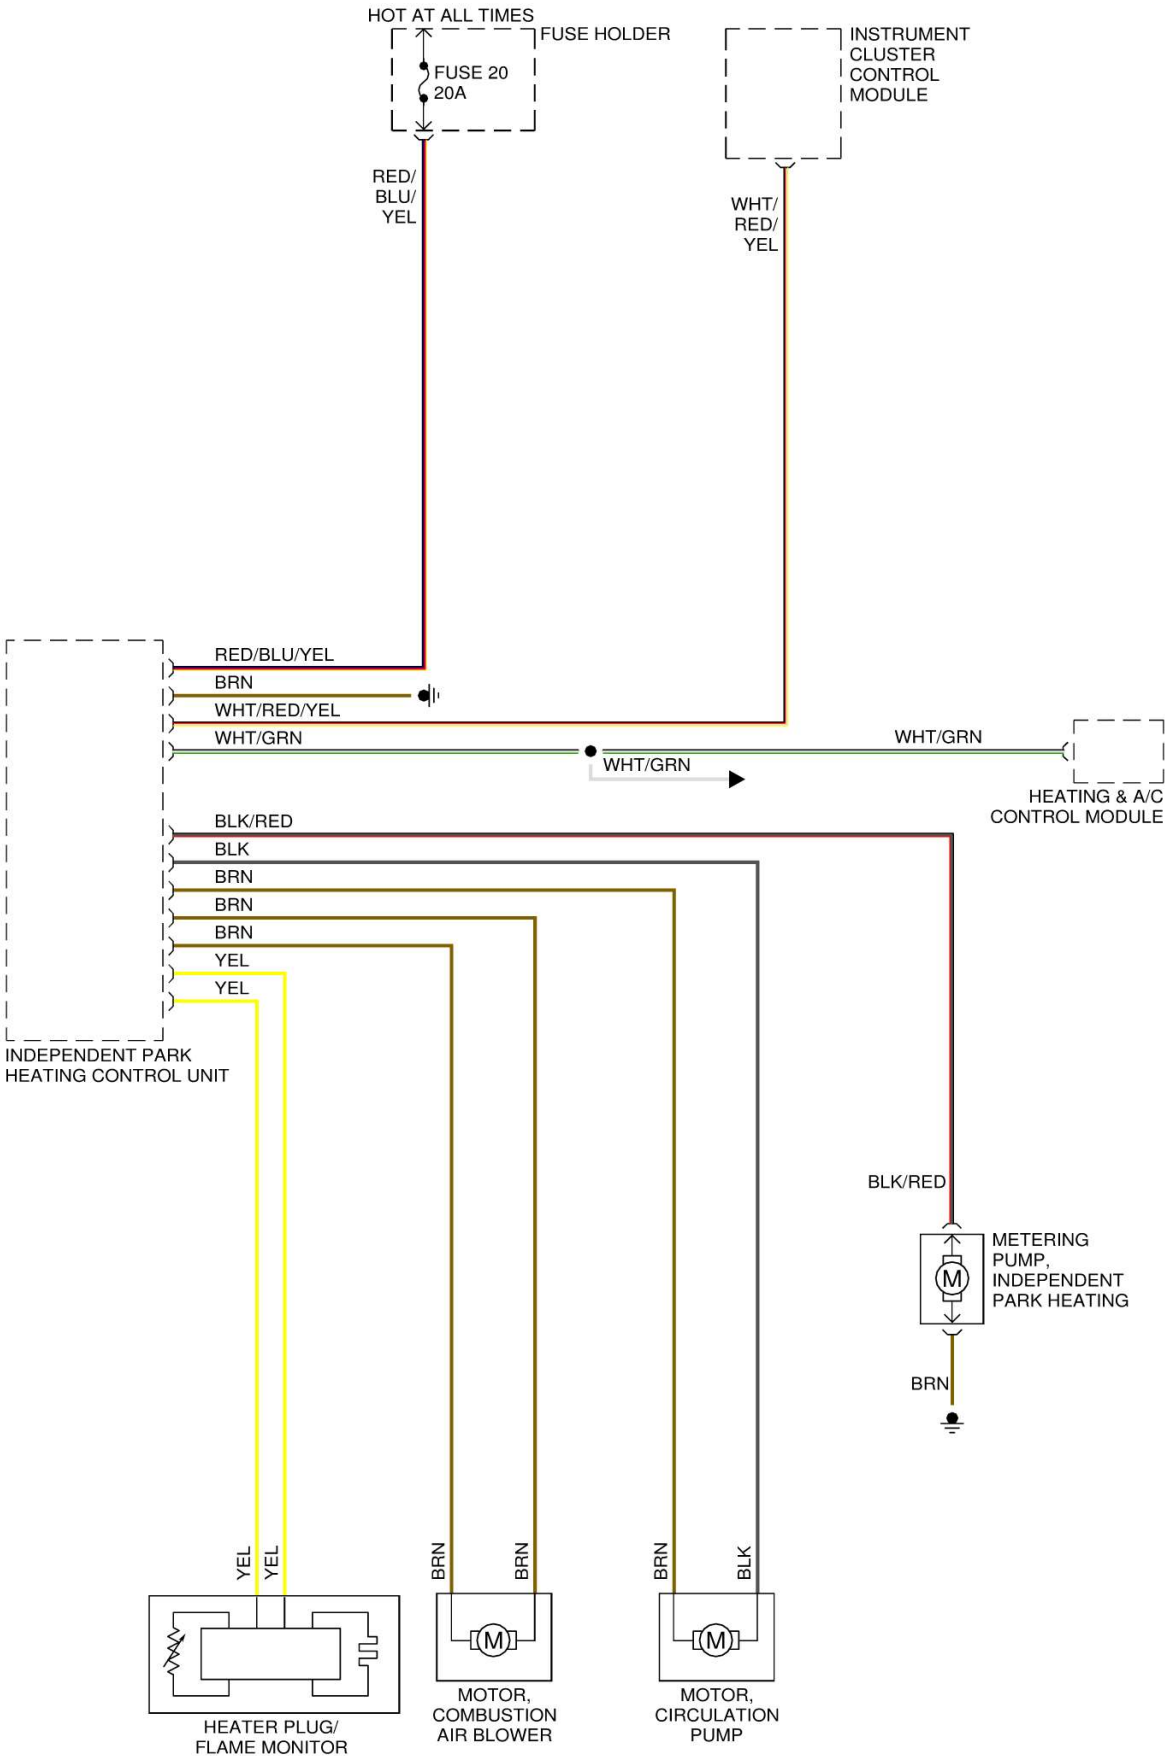 HOT AT ALL TIMES
FUSE HOLDER
FUSE 20
20A
INSTRUMENT
CLUSTER
CONTROL
MODULE
RED/
BLU/
YEL
WHT/
RED/
YEL
RED/BLU/YEL
BRN
WHT/RED/YEL
WHT/GRN
WHT/GRN
WHT/GRN
HEATING & A/C
CONTROL MODULE
BLK/RED
BLK
BRN
BRN
BRN
YEL
YEL
INDEPENDENT PARK
HEATING CONTROL UNIT
BLK/RED
METERING
PUMP,
INDEPENDENT
PARK HEATING
M
BRN
YEL
YEL
BRN
BRN
BRN
BLK
M
M
HEATER PLUG/
FLAME MONITOR
MOTOR,
COMBUSTION
AIR BLOWER
MOTOR,
CIRCULATION
PUMP